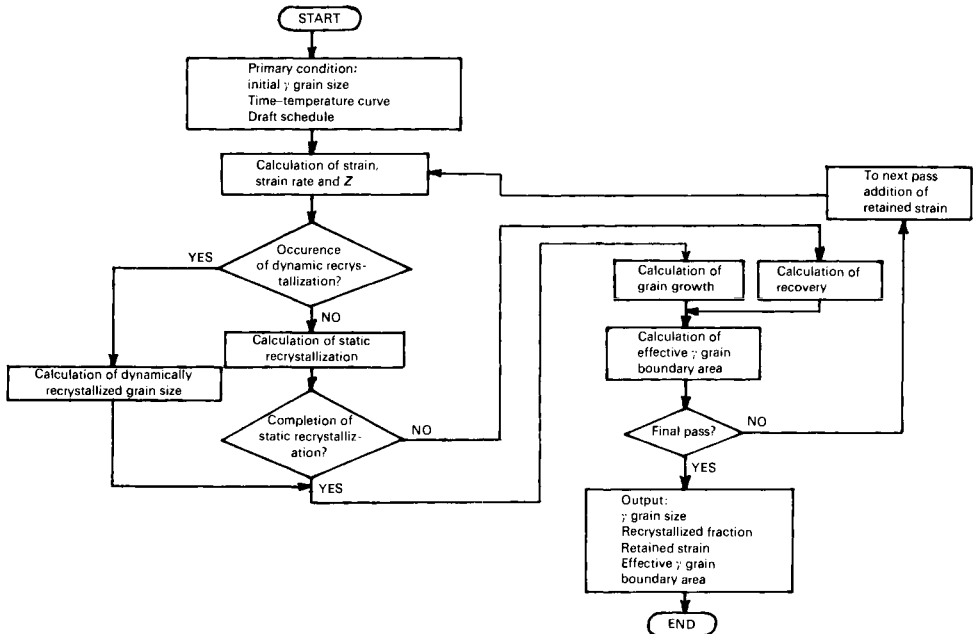 START
Primary condition:
initial γ grain size
Time–temperature curve
Draft schedule
Calculation of strain,
strain rate and Z
To next pass
addition of
retained strain
Occurence
of dynamic recrys-
tallization?
YES
NO
Calculation of static
recrystallization
Calculation of dynamically
recrystallized grain size
Completion of
static recrystalliz-
ation?
NO
YES
Calculation of
grain growth
Calculation of
recovery
Calculation of
effective γ grain
boundary area
Final pass?
NO
YES
Output:
γ grain size
Recrystallized fraction
Retained strain
Effective γ grain
boundary area
END